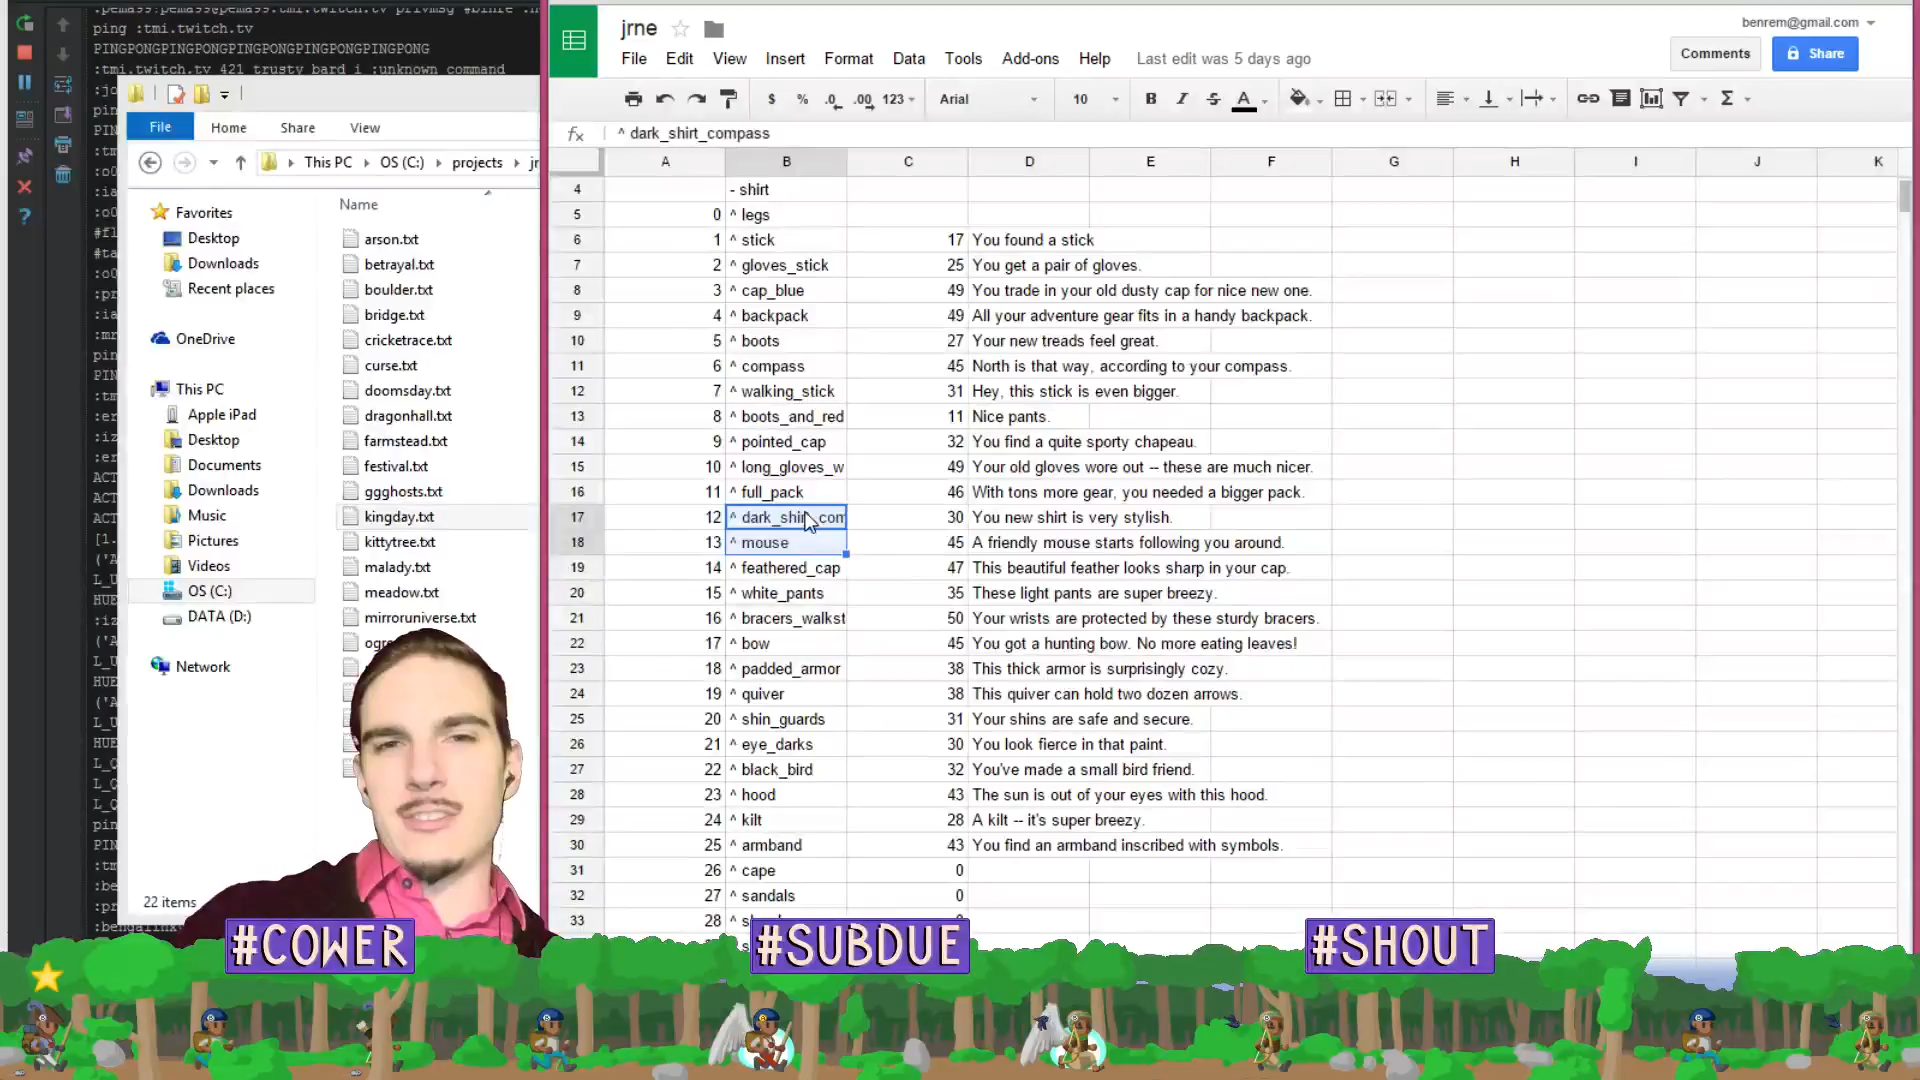 ping :tmi.twitch.tv
PINGPONGPINGPONGPINGPONGPINGPONGPINGPONG
:tmi.twitch.tv 421 trusty_bard_i :unknown command
File
Home
Share
View
This PC
OS (C:)
projects
Name
Favorites
Desktop
Downloads
Recent places
OneDrive
This PC
Apple iPad
Desktop
Documents
Downloads
Music
Pictures
Videos
OS (C:)
DATA (D:)
Network
arson.txt
betrayal.txt
boulder.txt
bridge.txt
cricketrace.txt
curse.txt
doomsday.txt
dragonhall.txt
farmstead.txt
festival.txt
ggghosts.txt
kingday.txt
kittytree.txt
malady.txt
meadow.txt
mirroruniverse.txt
22 items
jrne
benrem@gmail.com
File Edit View Insert Format Data Tools Add-ons Help Last edit was 5 days ago
Comments
Share
$ % .0 .00 123 Arial 10 B I S A
fx ^ dark_shirt_compass
A B C D E F G H I J K
4 - shirt
5 0 ^ legs
6 1 ^ stick 17 You found a stick
7 2 ^ gloves_stick 25 You get a pair of gloves.
8 3 ^ cap_blue 49 You trade in your old dusty cap for nice new one.
9 4 ^ backpack 49 All your adventure gear fits in a handy backpack.
10 5 ^ boots 27 Your new treads feel great.
11 6 ^ compass 45 North is that way, according to your compass.
12 7 ^ walking_stick 31 Hey, this stick is even bigger.
13 8 ^ boots_and_red 11 Nice pants.
14 9 ^ pointed_cap 32 You find a quite sporty chapeau.
15 10 ^ long_gloves_w 49 Your old gloves wore out -- these are much nicer.
16 11 ^ full_pack 46 With tons more gear, you needed a bigger pack.
17 12 ^ dark_shirt_com 30 You new shirt is very stylish.
18 13 ^ mouse 45 A friendly mouse starts following you around.
19 14 ^ feathered_cap 47 This beautiful feather looks sharp in your cap.
20 15 ^ white_pants 35 These light pants are super breezy.
21 16 ^ bracers_walkst 50 Your wrists are protected by these sturdy bracers.
22 17 ^ bow 45 You got a hunting bow. No more eating leaves!
23 18 ^ padded_armor 38 This thick armor is surprisingly cozy.
24 19 ^ quiver 38 This quiver can hold two dozen arrows.
25 20 ^ shin_guards 31 Your shins are safe and secure.
26 21 ^ eye_darks 30 You look fierce in that paint.
27 22 ^ black_bird 32 You've made a small bird friend.
28 23 ^ hood 43 The sun is out of your eyes with this hood.
29 24 ^ kilt 28 A kilt -- it's super breezy.
30 25 ^ armband 43 You find an armband inscribed with symbols.
31 26 ^ cape 0
32 27 ^ sandals 0
33 28
#COWER
#SUBDUE
#SHOUT